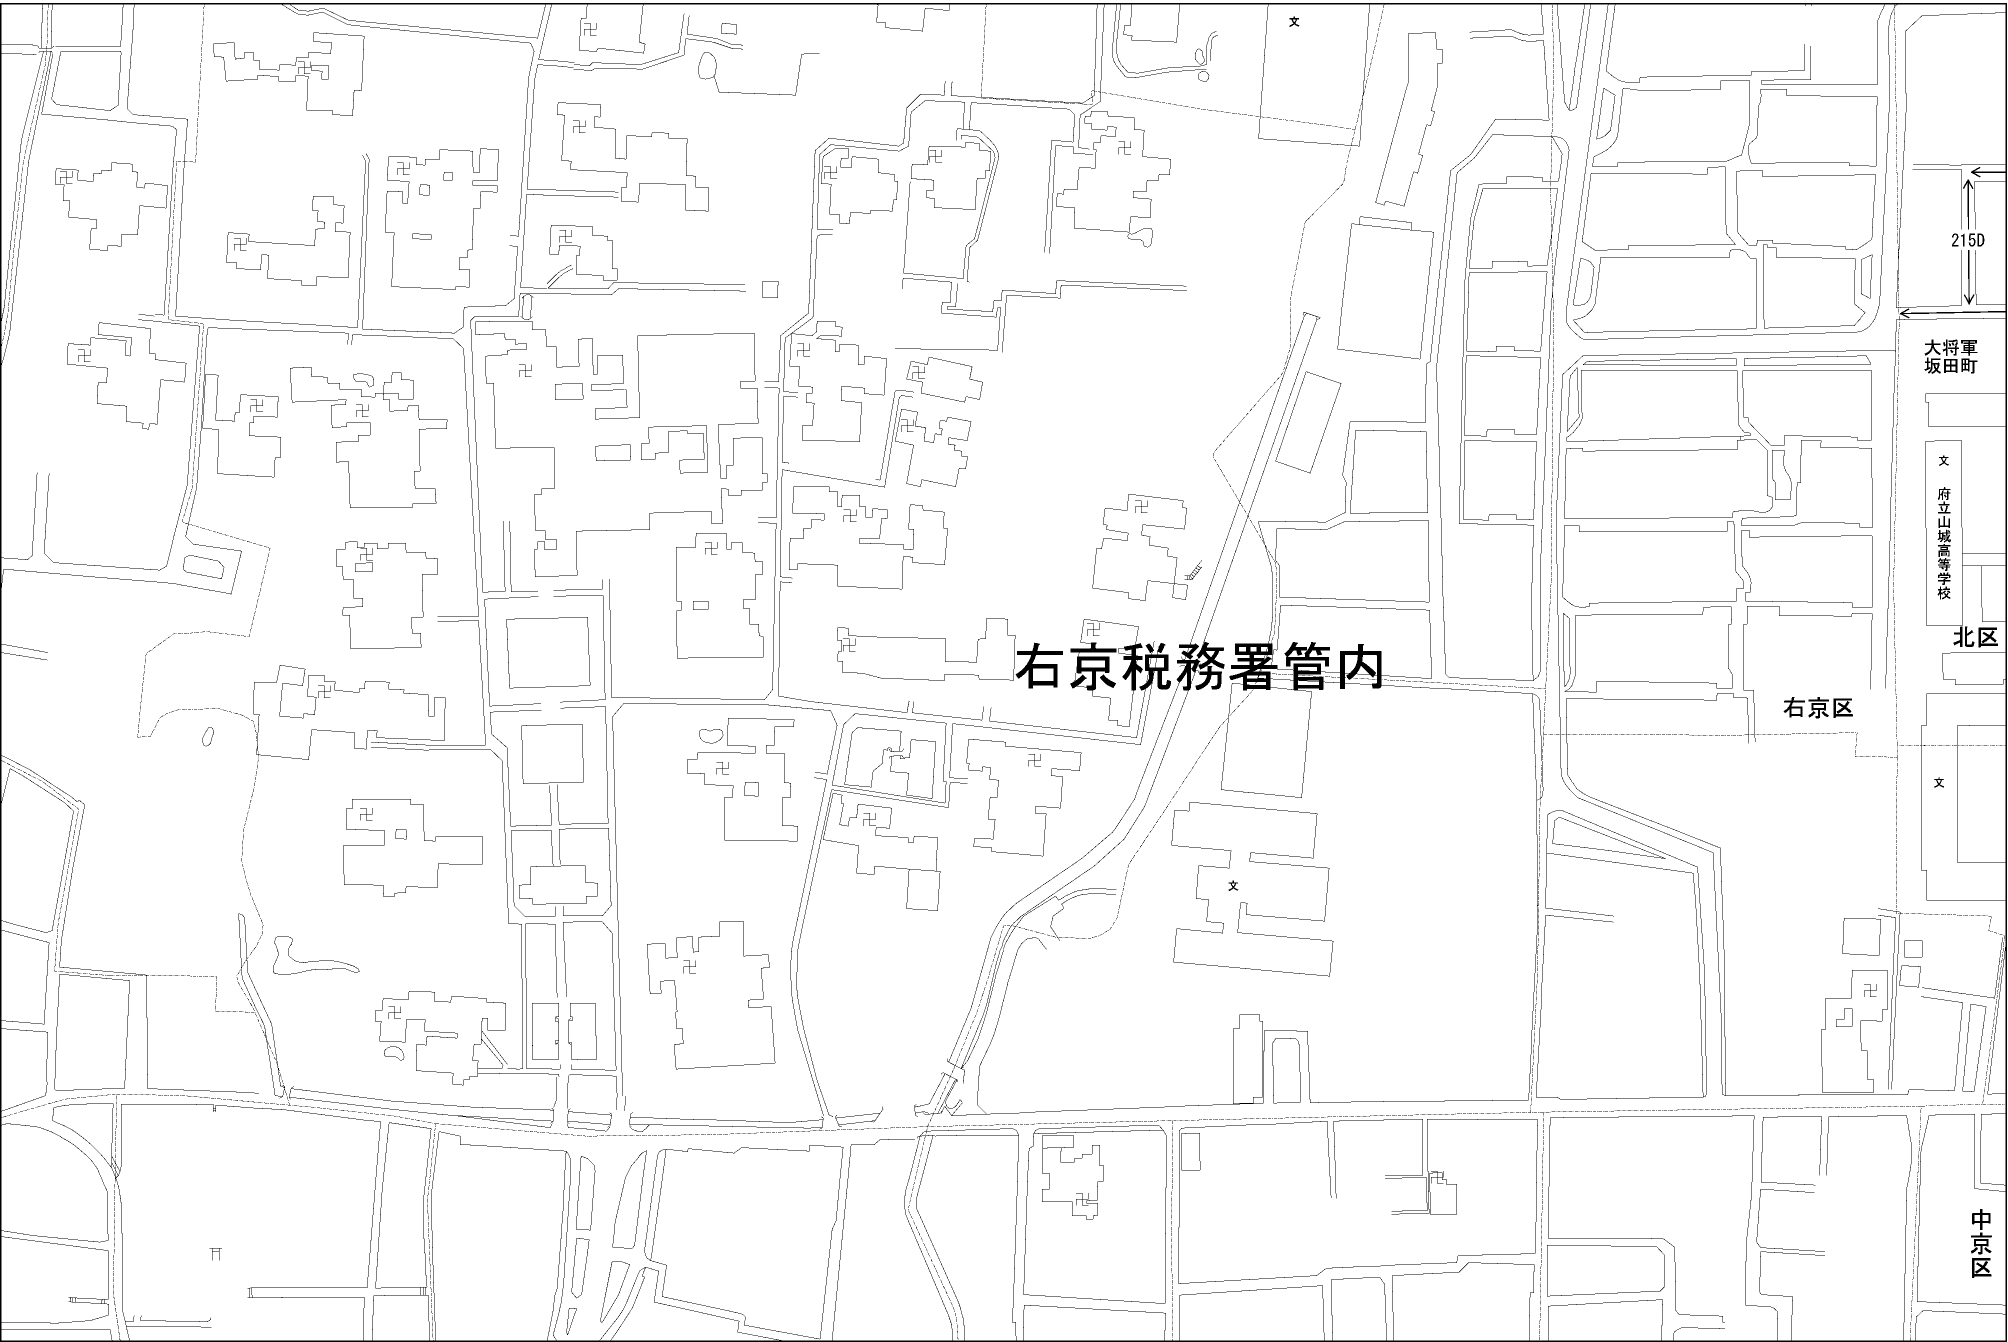 文
215D
大将軍
坂田町
文
府立山城高等学校
北区
右京税務署管内
右京区
文
文
中京区